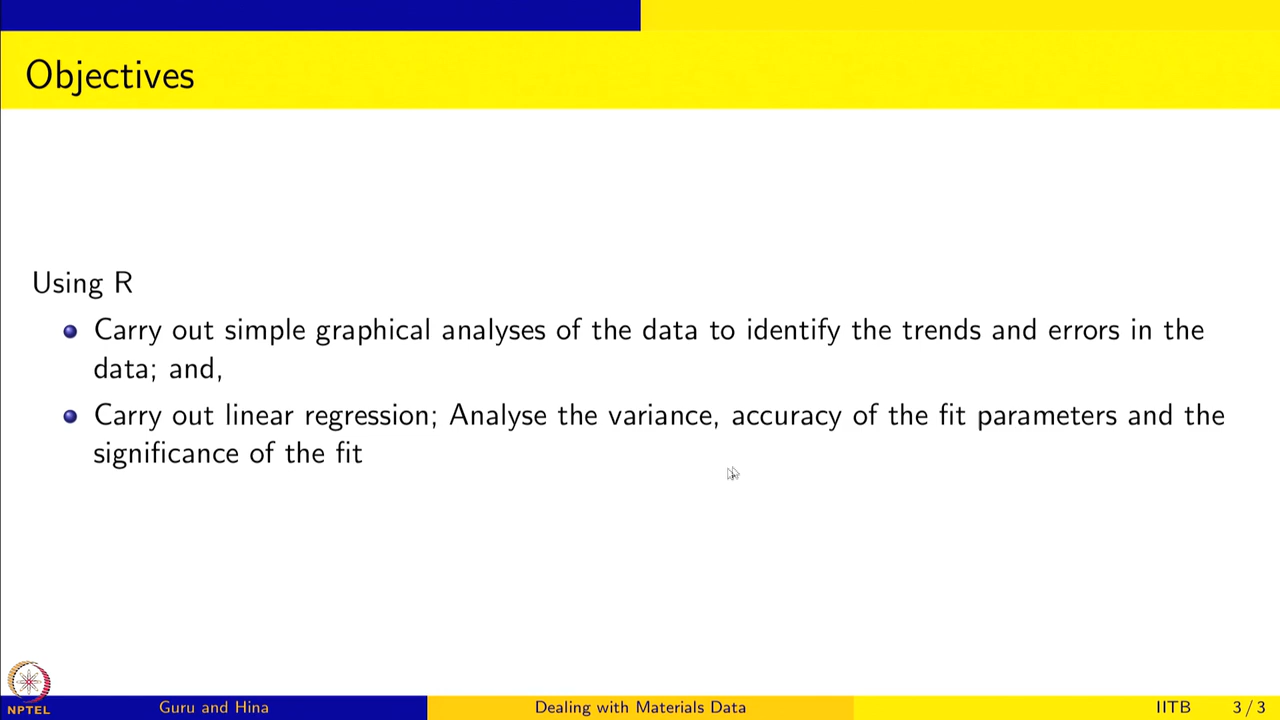 Objectives
Using R
Carry out simple graphical analyses of the data to identify the trends and errors in the
data; and,
Carry out linear regression; Analyse the variance, accuracy of the fit parameters and the
significance of the fit
NPTEL
Guru and Hina
Dealing with Materials Data
IITB
3 / 3